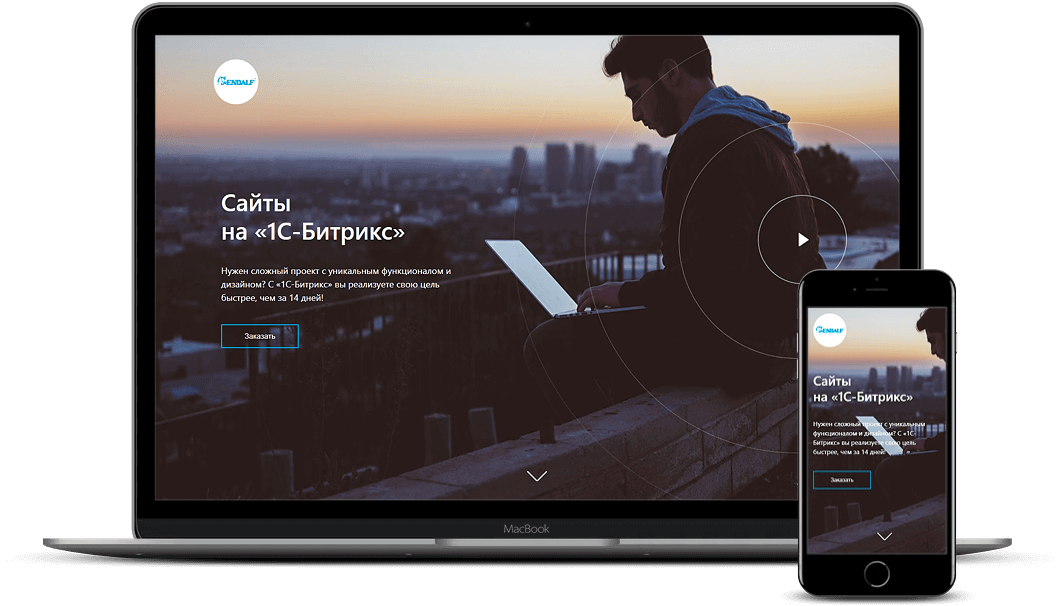 GENDALF
Сайты
на «1С-Битрикс»
Нужен сложный проект с уникальным функционалом и
дизайном? С «1С-Битрикс» вы реализуете свою цель
быстрее, чем за 14 дней!
Заказать
MacBook
GENDALF
Сайты
на «1С-Битрикс»
Нужен сложный проект с уникальным
функционалом и дизайном? С «1С-
Битрикс» вы реализуете свою цель
быстрее, чем за 14 дней!
Заказать